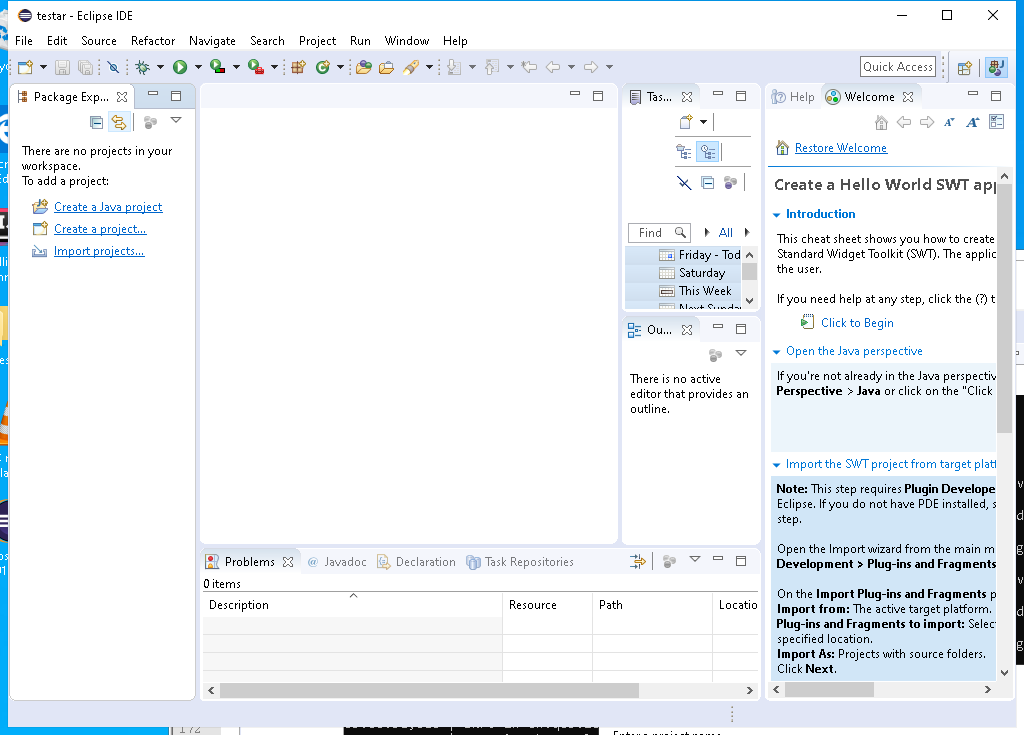 testar - Eclipse IDE
File Edit Source Refactor Navigate Search Project Run Window Help
Quick Access
Package Exp...
There are no projects in your
workspace.
To add a project:
Create a Java project
Create a project...
Import projects...
Tas...
Find
All
Friday - Tod
Saturday
This Week
Next Sunday
Ou...
There is no active
editor that provides an
outline.
Help Welcome
Restore Welcome
Create a Hello World SWT app
Introduction
This cheat sheet shows you how to create
Standard Widget Toolkit (SWT). The applic
the user.
If you need help at any step, click the (?) t
Click to Begin
Open the Java perspective
If you're not already in the Java perspectiv
Perspective > Java or click on the "Click
Import the SWT project from target platf
Note: This step requires Plugin Develope
Eclipse. If you do not have PDE installed, s
step.
Open the Import wizard from the main m
Development > Plug-ins and Fragments
On the Import Plug-ins and Fragments p
Import from: The active target platform.
Plug-ins and Fragments to import: Selec
specified location.
Import As: Projects with source folders.
Click Next.
Problems Javadoc Declaration Task Repositories
0 items
Description Resource Path Locatio
172